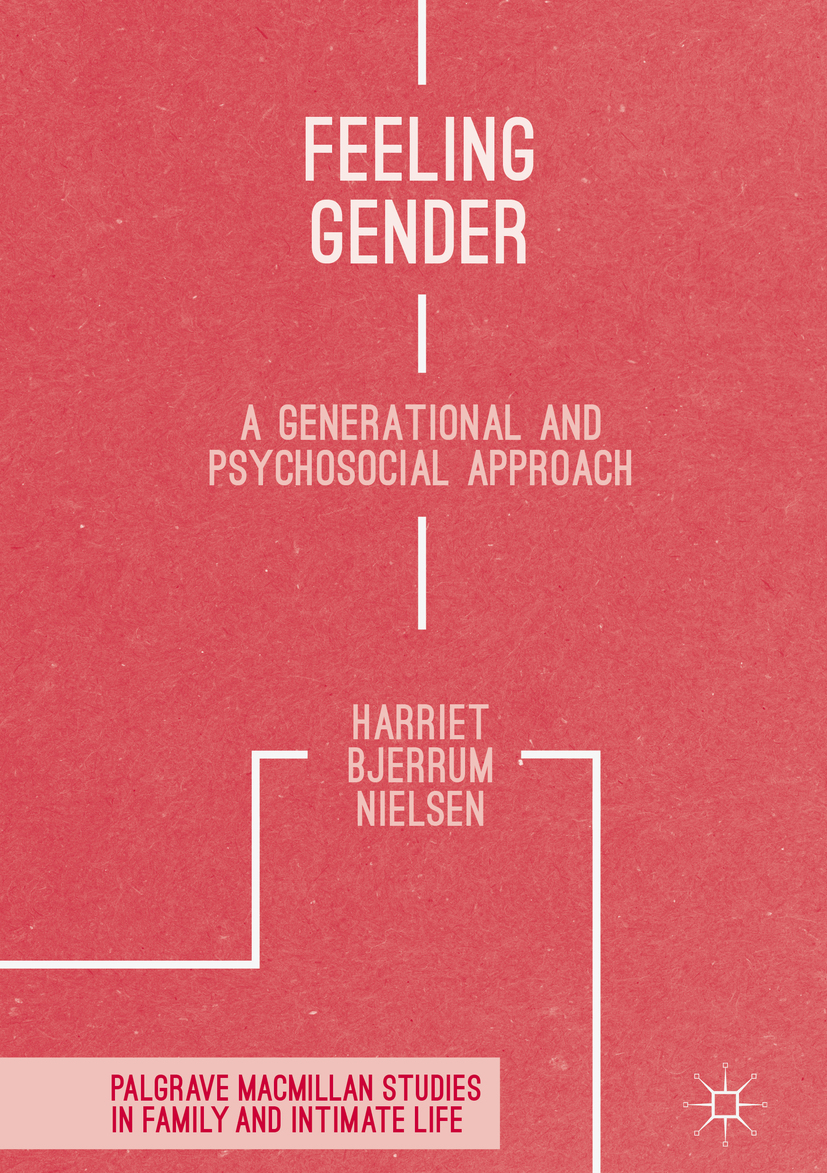 FEELING
GENDER
A GENERATIONAL AND
PSYCHOSOCIAL APPROACH
HARRIET
BJERRUM
NIELSEN
PALGRAVE MACMILLAN STUDIES
IN FAMILY AND INTIMATE LIFE